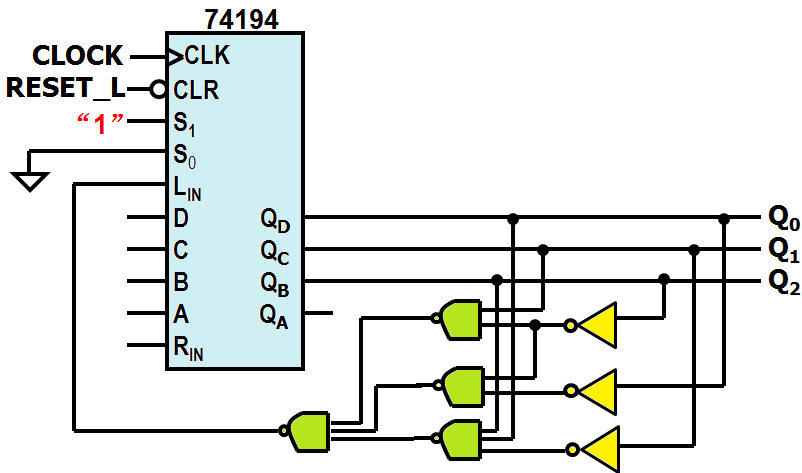 74194
CLOCK
CLK
RESET_L
CLR
“1”
S1
S0
LIN
D
QD
Q0
C
QC
Q1
B
QB
Q2
A
QA
RIN